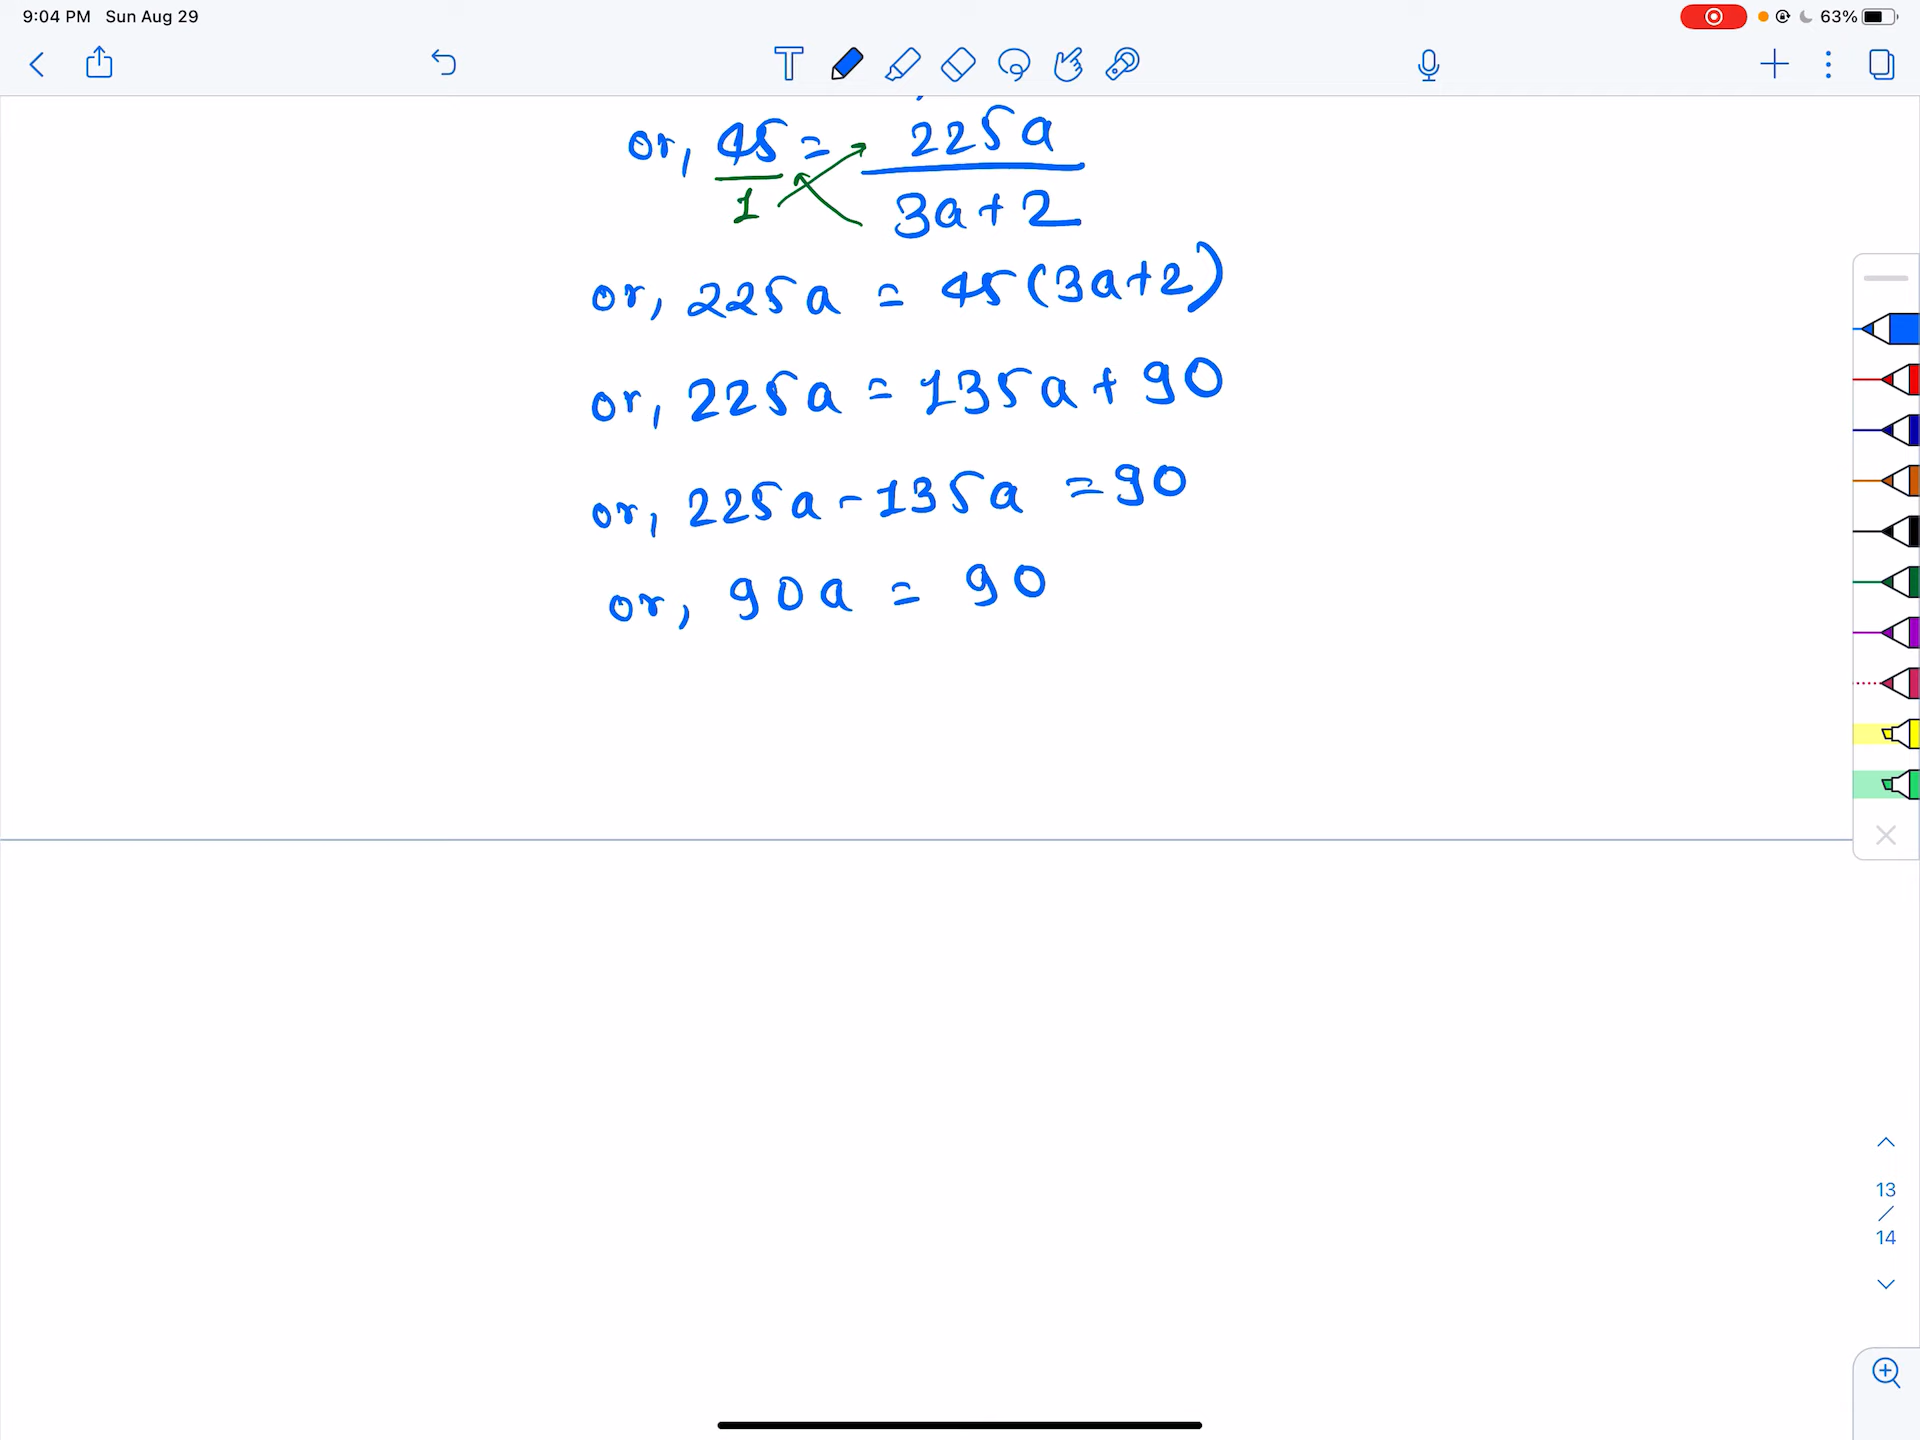 9:04 PM Sun Aug 29
63%
T
or, 45 = 225a
1 3a+2
or, 225a = 45(3a+2)
or, 225a = 135a + 90
or, 225a - 135a = 90
or, 90a = 90
13
/
14